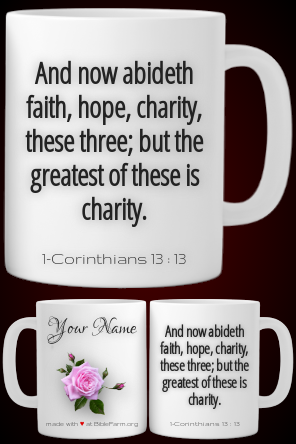 And now abideth
faith, hope, charity,
these three; but the
greatest of these is
charity.
1-Corinthians 13 : 13
Your Name
made with ♥ at BibleFarm.org
And now abideth
faith, hope, charity,
these three; but the
greatest of these is
charity.
1-Corinthians 13 : 13